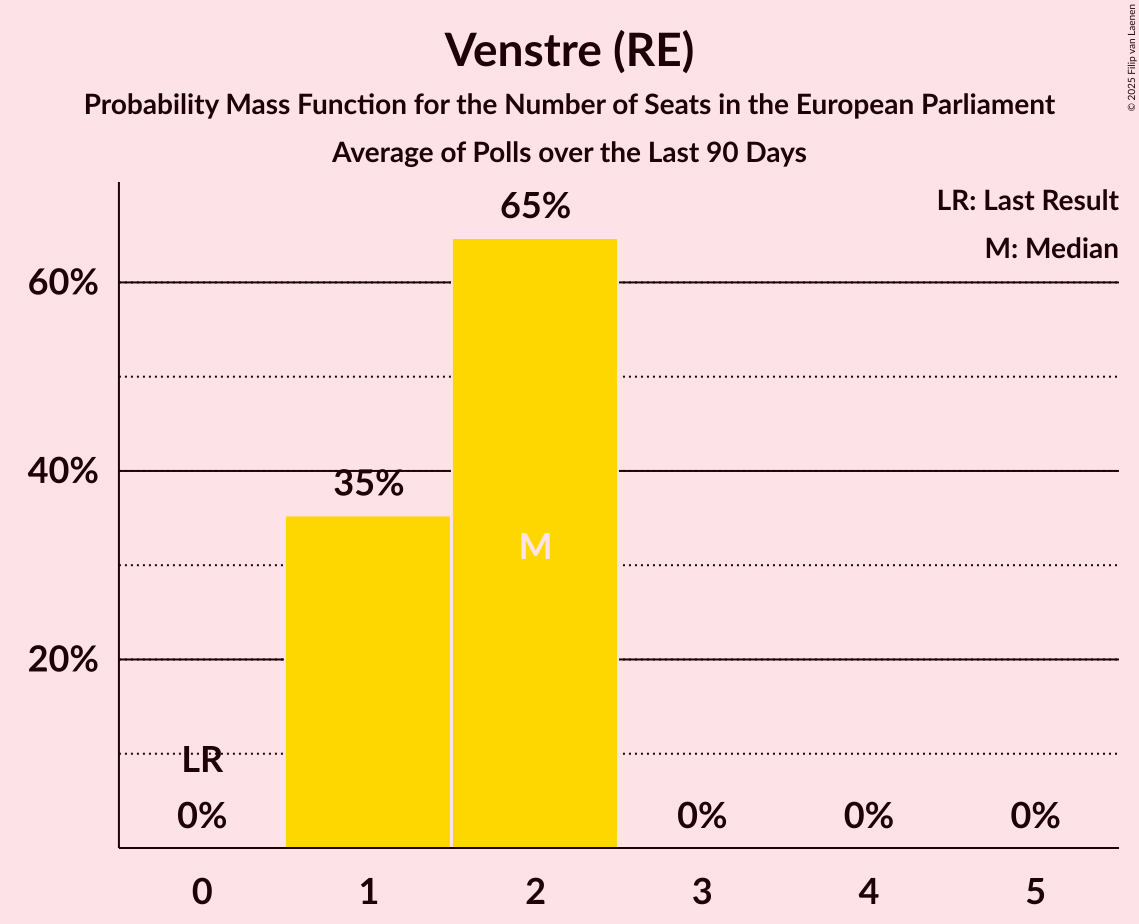 Venstre (RE)
Probability Mass Function for the Number of Seats in the European Parliament
Average of Polls over the Last 90 Days
© 2025 Filip van Laenen
LR: Last Result
M: Median
65%
60%
40%
35%
M
20%
LR
0%
0%
0%
0%
0
1
2
3
4
5